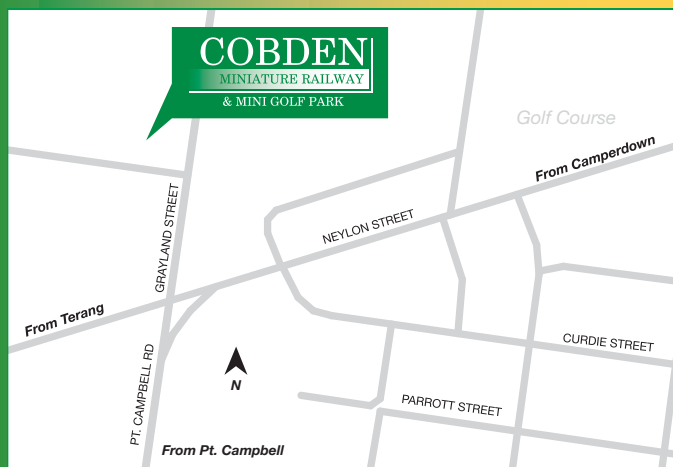 COBDEN
MINIATURE RAILWAY
& MINI GOLF PARK
Golf Course
From Camperdown
GRAYLAND STREET
NEYLON STREET
From Terang
CURDIE STREET
PT. CAMPBELL RD
N
PARROTT STREET
From Pt. Campbell